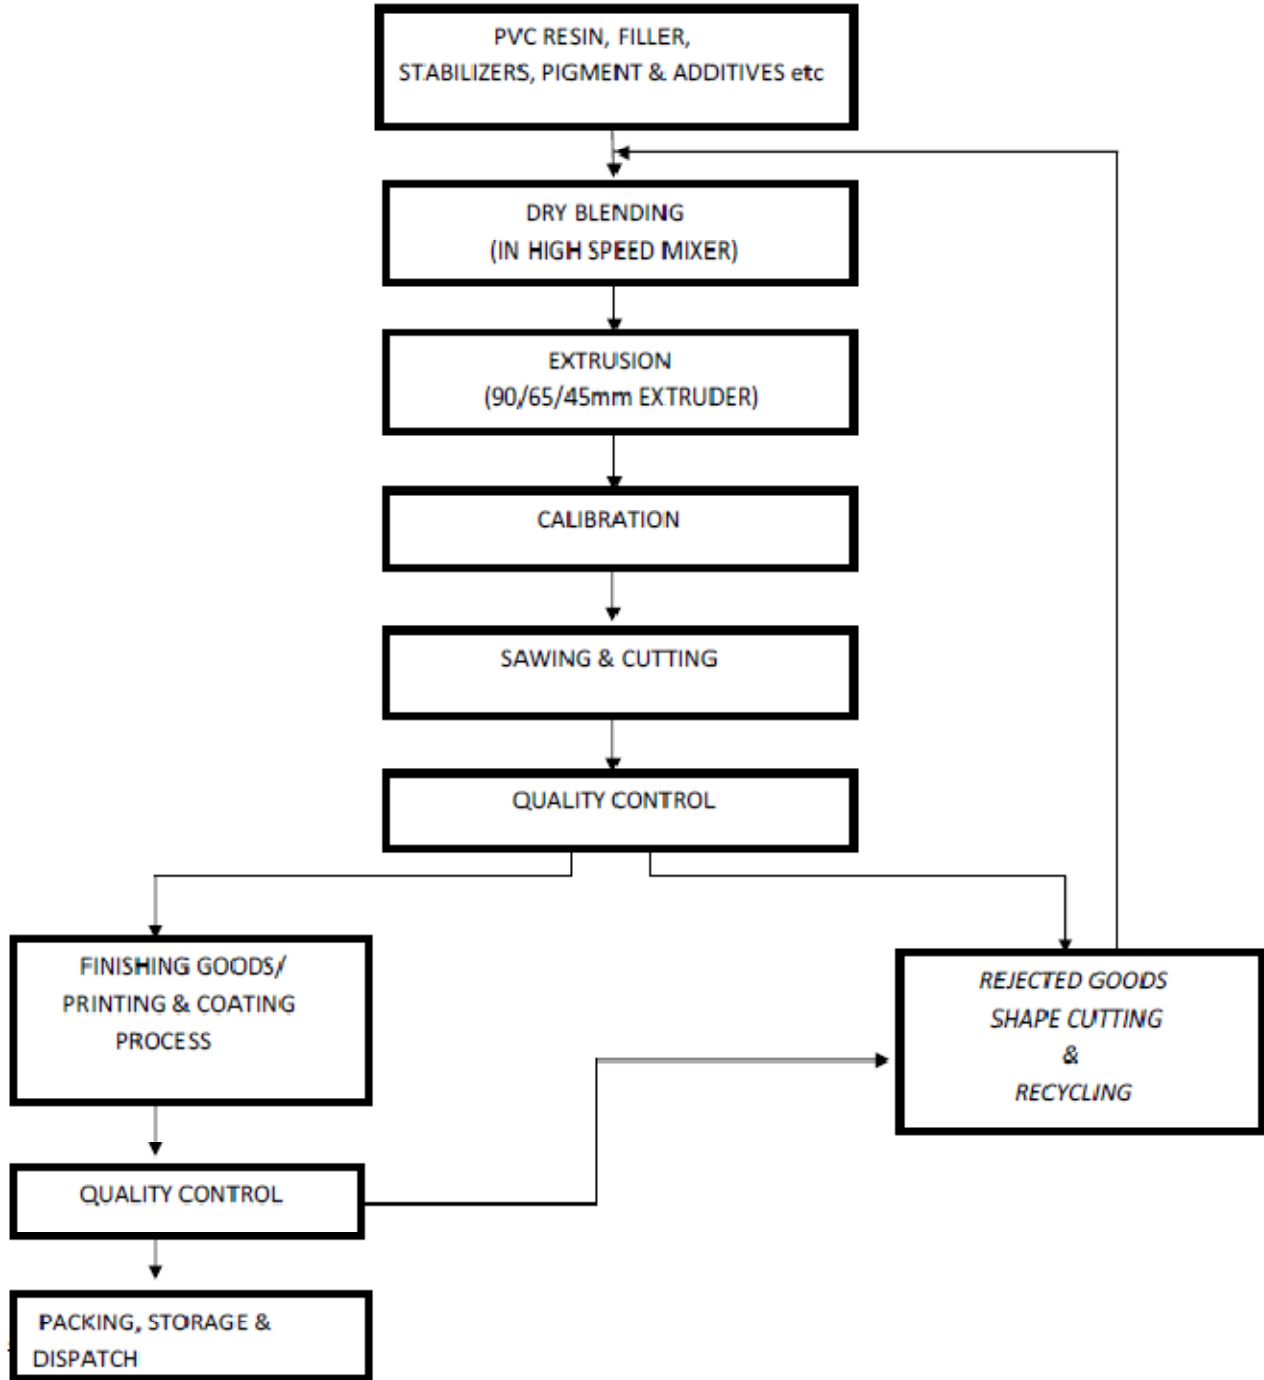 PVC RESIN, FILLER,
STABILIZERS, PIGMENT & ADDITIVES etc
DRY BLENDING
(IN HIGH SPEED MIXER)
EXTRUSION
(90/65/45mm EXTRUDER)
CALIBRATION
SAWING & CUTTING
QUALITY CONTROL
FINISHING GOODS/
PRINTING & COATING
PROCESS
REJECTED GOODS
SHAPE CUTTING
&
RECYCLING
QUALITY CONTROL
PACKING, STORAGE &
DISPATCH